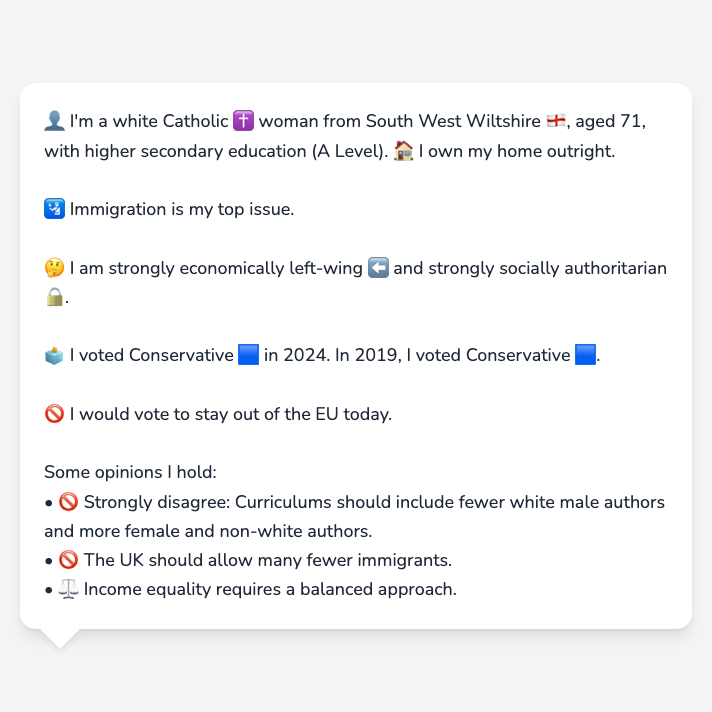 👤 I'm a white Catholic ✝️ woman from South West Wiltshire 🏴󠁧󠁢󠁥󠁮󠁧󠁿, aged 71,
with higher secondary education (A Level). 🏠 I own my home outright.
🛂 Immigration is my top issue.
🤔 I am strongly economically left-wing ⬅️ and strongly socially authoritarian
🔒.
🗳️ I voted Conservative 🟦 in 2024. In 2019, I voted Conservative 🟦.
🚫 I would vote to stay out of the EU today.
Some opinions I hold:
• 🚫 Strongly disagree: Curriculums should include fewer white male authors
and more female and non-white authors.
• 🚫 The UK should allow many fewer immigrants.
• ⚖️ Income equality requires a balanced approach.